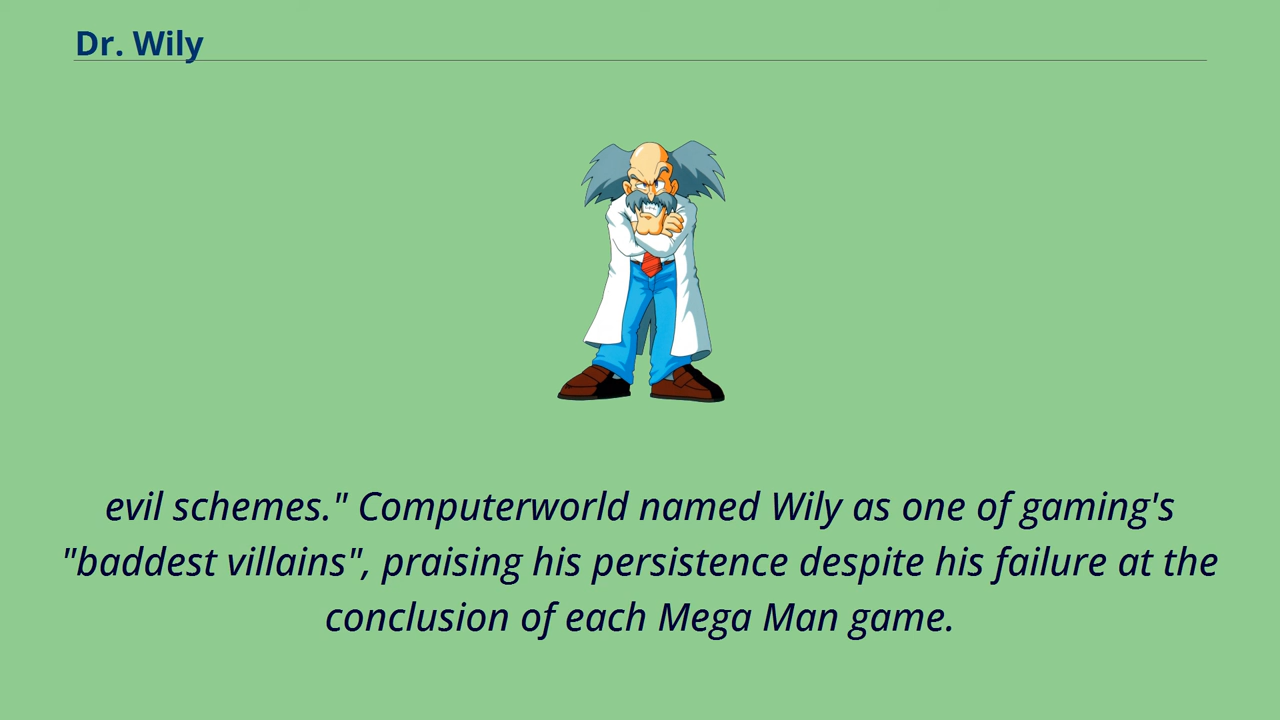 Dr. Wily
evil schemes." Computerworld named Wily as one of gaming's
"baddest villains", praising his persistence despite his failure at the
conclusion of each Mega Man game.